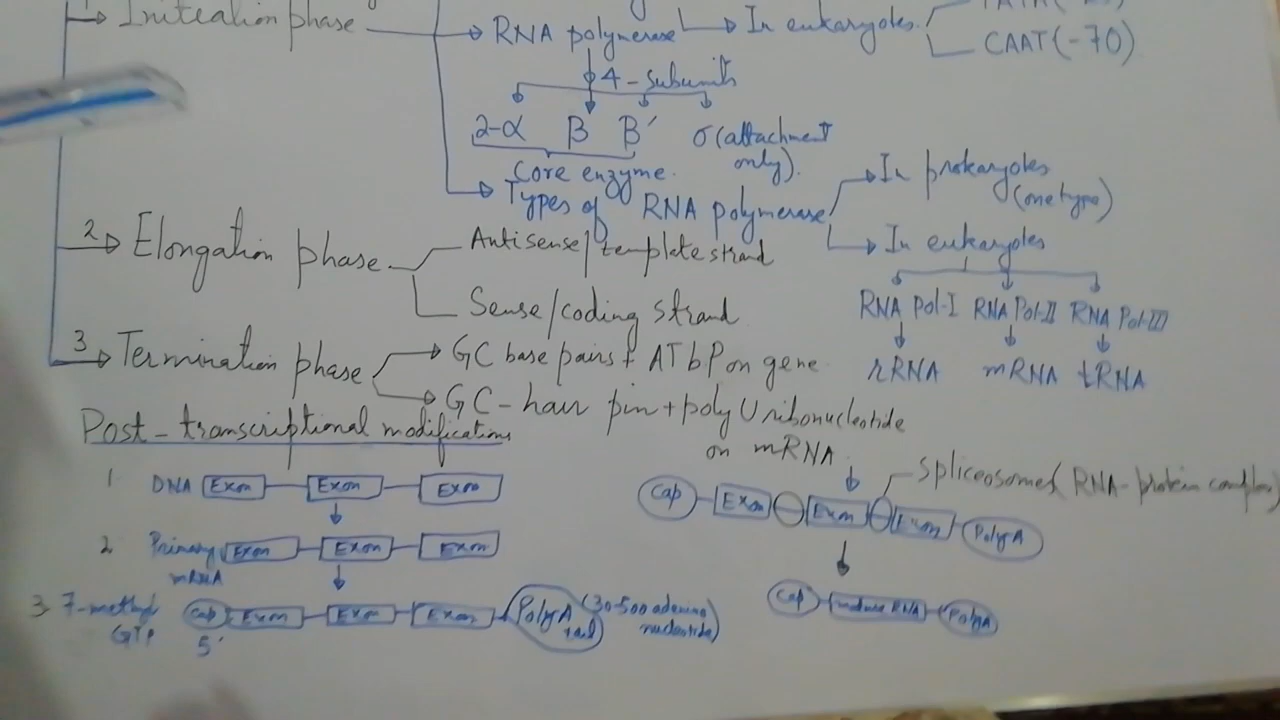 1 Initiation phase
RNA polymerase
In eukaryotes
CAAT (-70)
4-subunits
2-α β β′ σ (attachment only).
Core enzyme.
Types of RNA polymerase
In prokaryotes
(one type)
In eukaryotes
RNA Pol-I RNA Pol-II RNA Pol-III
rRNA mRNA tRNA
2 Elongation phase
Antisense/template strand
Sense/coding strand
3 Termination phase
GC base pairs + AT bP on gene
GC-hair pin + poly U ribonucleotide
on mRNA
Post-transcriptional modifications
1 DNA Exon Exon Exon
2 Primary mRNA Exon Exon Exon
3 7-methyl GTP Cap Exon Exon Exon Poly A tail (30-500 adenine nucleotide)
5′
Spliceosomes (RNA-protein complex)
Cap Exon Exon Exon Poly A
Cap RNA Poly A